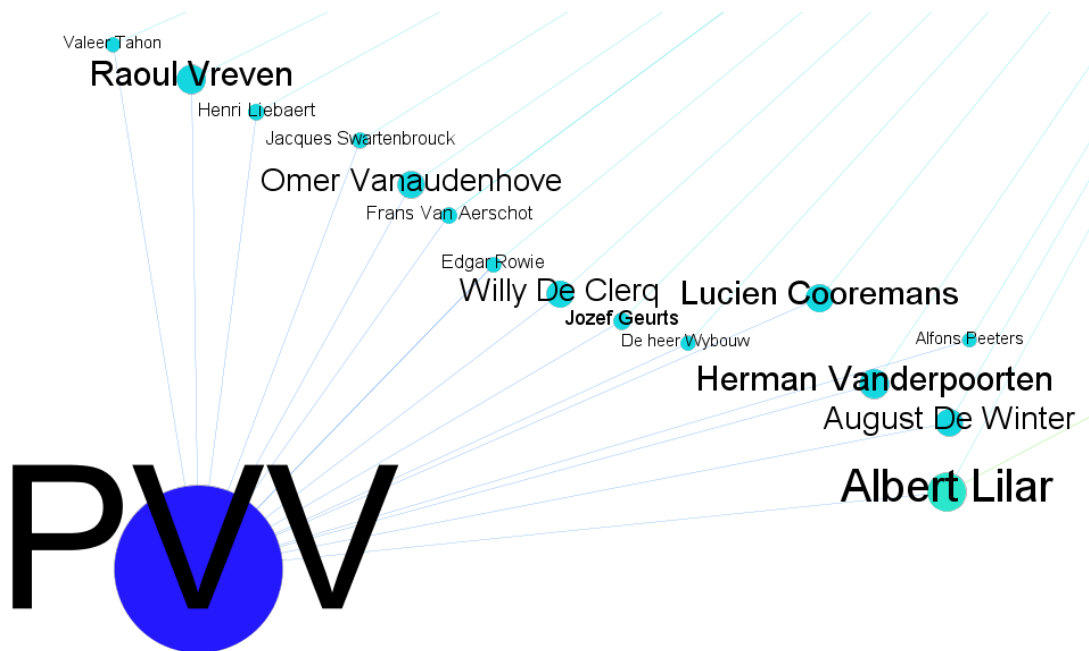 Valeer Tahon
Raoul Vreven
Henri Liebaert
Jacques Swartenbrouck
Omer Vanaudenhove
Frans Van Aerschot
Edgar Rowie
Willy De Clerq
Lucien Cooremans
Jozef Geurts
De heer Wybouw
Alfons Peeters
Herman Vanderpoorten
August De Winter
Albert Lilar
PVV